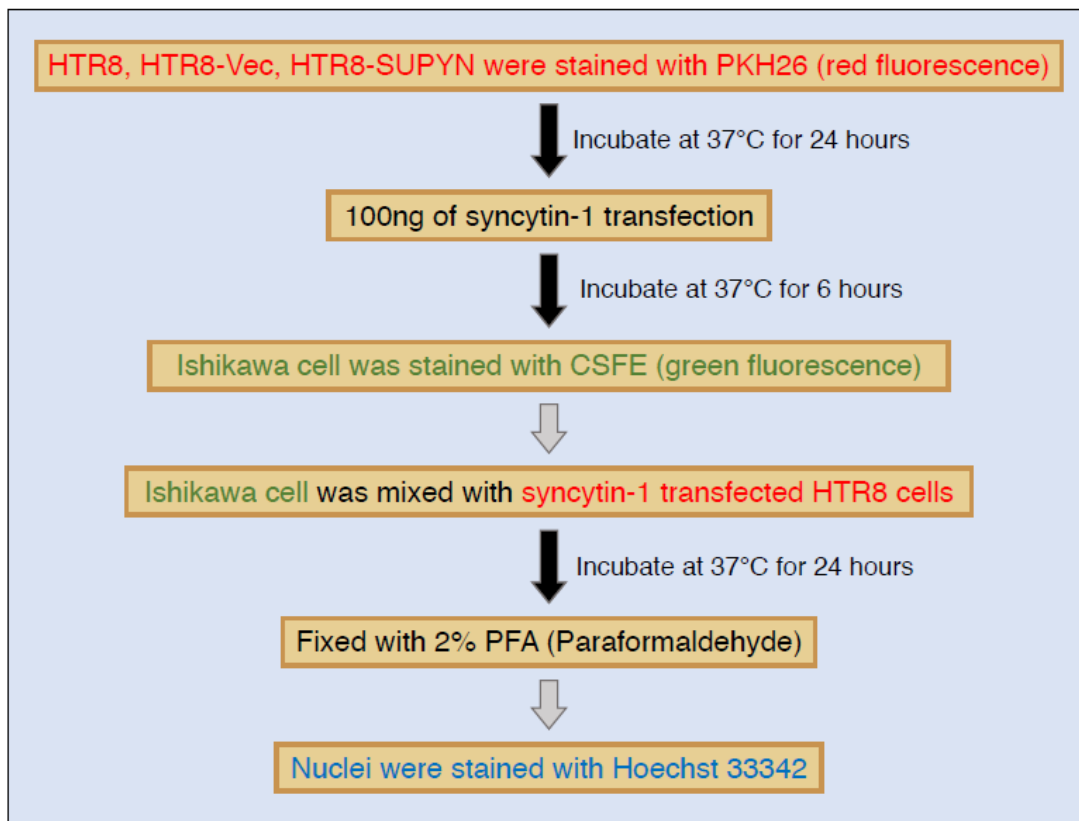 HTR8, HTR8-Vec, HTR8-SUPYN were stained with PKH26 (red fluorescence)
Incubate at 37°C for 24 hours
100ng of syncytin-1 transfection
Incubate at 37°C for 6 hours
Ishikawa cell was stained with CSFE (green fluorescence)
Ishikawa cell was mixed with syncytin-1 transfected HTR8 cells
Incubate at 37°C for 24 hours
Fixed with 2% PFA (Paraformaldehyde)
Nuclei were stained with Hoechst 33342